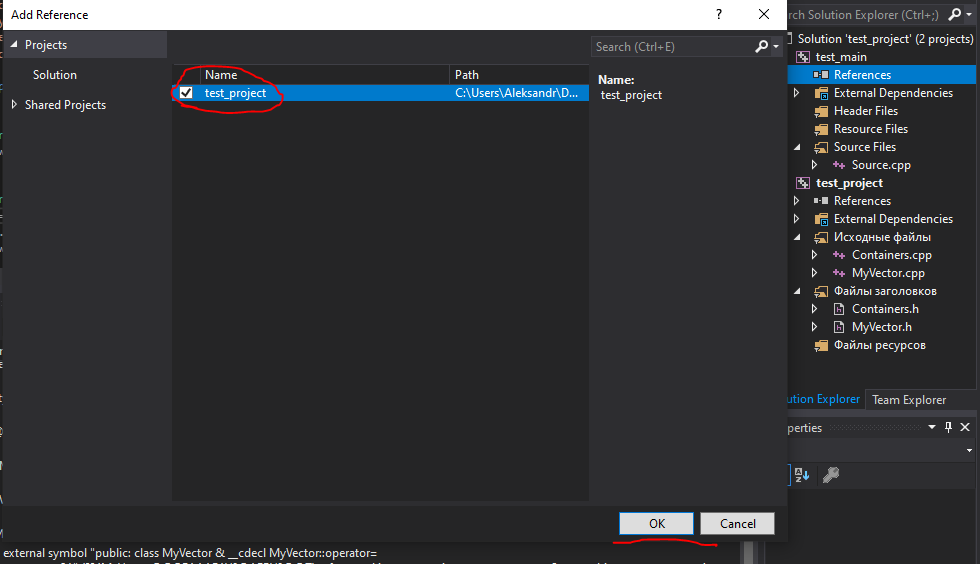 Add Reference
?
Projects
Solution
Shared Projects
Search (Ctrl+E)
Name
Path
test_project
C:\Users\Aleksandr\D...
Name:
test_project
OK
Cancel
rch Solution Explorer (Ctrl+;)
Solution 'test_project' (2 projects)
test_main
References
External Dependencies
Header Files
Resource Files
Source Files
Source.cpp
test_project
References
External Dependencies
Исходные файлы
Containers.cpp
MyVector.cpp
Файлы заголовков
Containers.h
MyVector.h
Файлы ресурсов
ution Explorer
Team Explorer
perties
external symbol "public: class MyVector & __cdecl MyVector::operator=